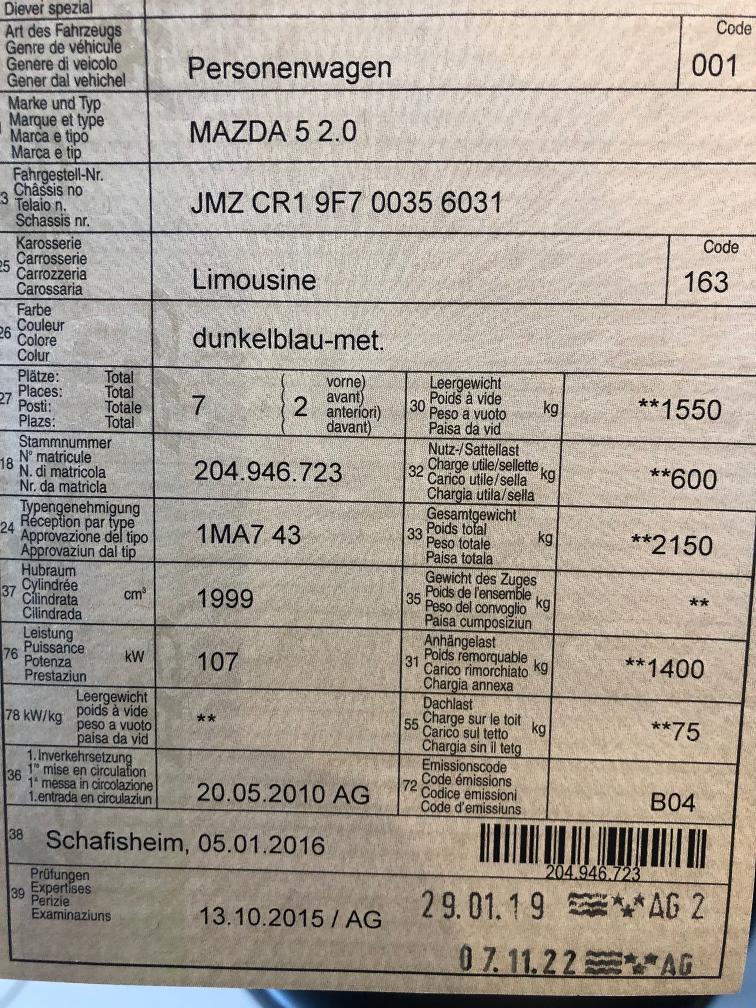 Diever spezial
Art des Fahrzeugs
Genre de véhicule
Genere di veicolo
Gener dal vehichel
Personenwagen
Code
001
Marke und Typ
Marque et type
Marca e tipo
Marca e tip
MAZDA 5 2.0
3 Fahrgestell-Nr.
Châssis no
Telaio n.
Schassis nr.
JMZ CR1 9F7 0035 6031
25 Karosserie
Carrosserie
Carrozzeria
Carossaria
Limousine
Code
163
26 Farbe
Couleur
Colore
Colur
dunkelblau-met.
27 Plätze: Total
Places: Total
Posti: Totale
Plazs: Total
7
( 2 vorne)
avant)
anteriori)
davant)
30 Leergewicht
Poids à vide
Peso a vuoto
Paisa da vid
kg
**1550
18 Stammnummer
N° matricule
N. di matricola
Nr. da matricla
204.946.723
32 Nutz-/Sattellast
Charge utile/sellette
Carico utile/sella
Chargia utila/sella
kg
**600
24 Typengenehmigung
Réception par type
Approvazione del tipo
Approvaziun dal tip
1MA7 43
33 Gesamtgewicht
Poids total
Peso totale
Paisa totala
kg
**2150
37 Hubraum
Cylindrée
Cilindrata
Cilindrada
cm³
1999
35 Gewicht des Zuges
Poids de l'ensemble
Peso del convoglio
Paisa cumposiziun
kg
**
76 Leistung
Puissance
Potenza
Prestaziun
kW
107
31 Anhängelast
Poids remorquable
Carico rimorchiato
Chargia annexa
kg
**1400
78 kW/kg
Leergewicht
poids à vide
peso a vuoto
paisa da vid
**
55 Dachlast
Charge sur le toit
Carico sul tetto
Chargia sin il tetg
kg
**75
36 1. Inverkehrsetzung
1re mise en circulation
1a messa in circolazione
1. entrada en circulaziun
20.05.2010 AG
72 Emissionscode
Code émissions
Codice emissioni
Code d'emissiuns
B04
38 Schafisheim, 05.01.2016
204.946.723
39 Prüfungen
Expertises
Perizie
Examinaziuns
13.10.2015 / AG
29.01.19 AG 2
07.11.22 AG